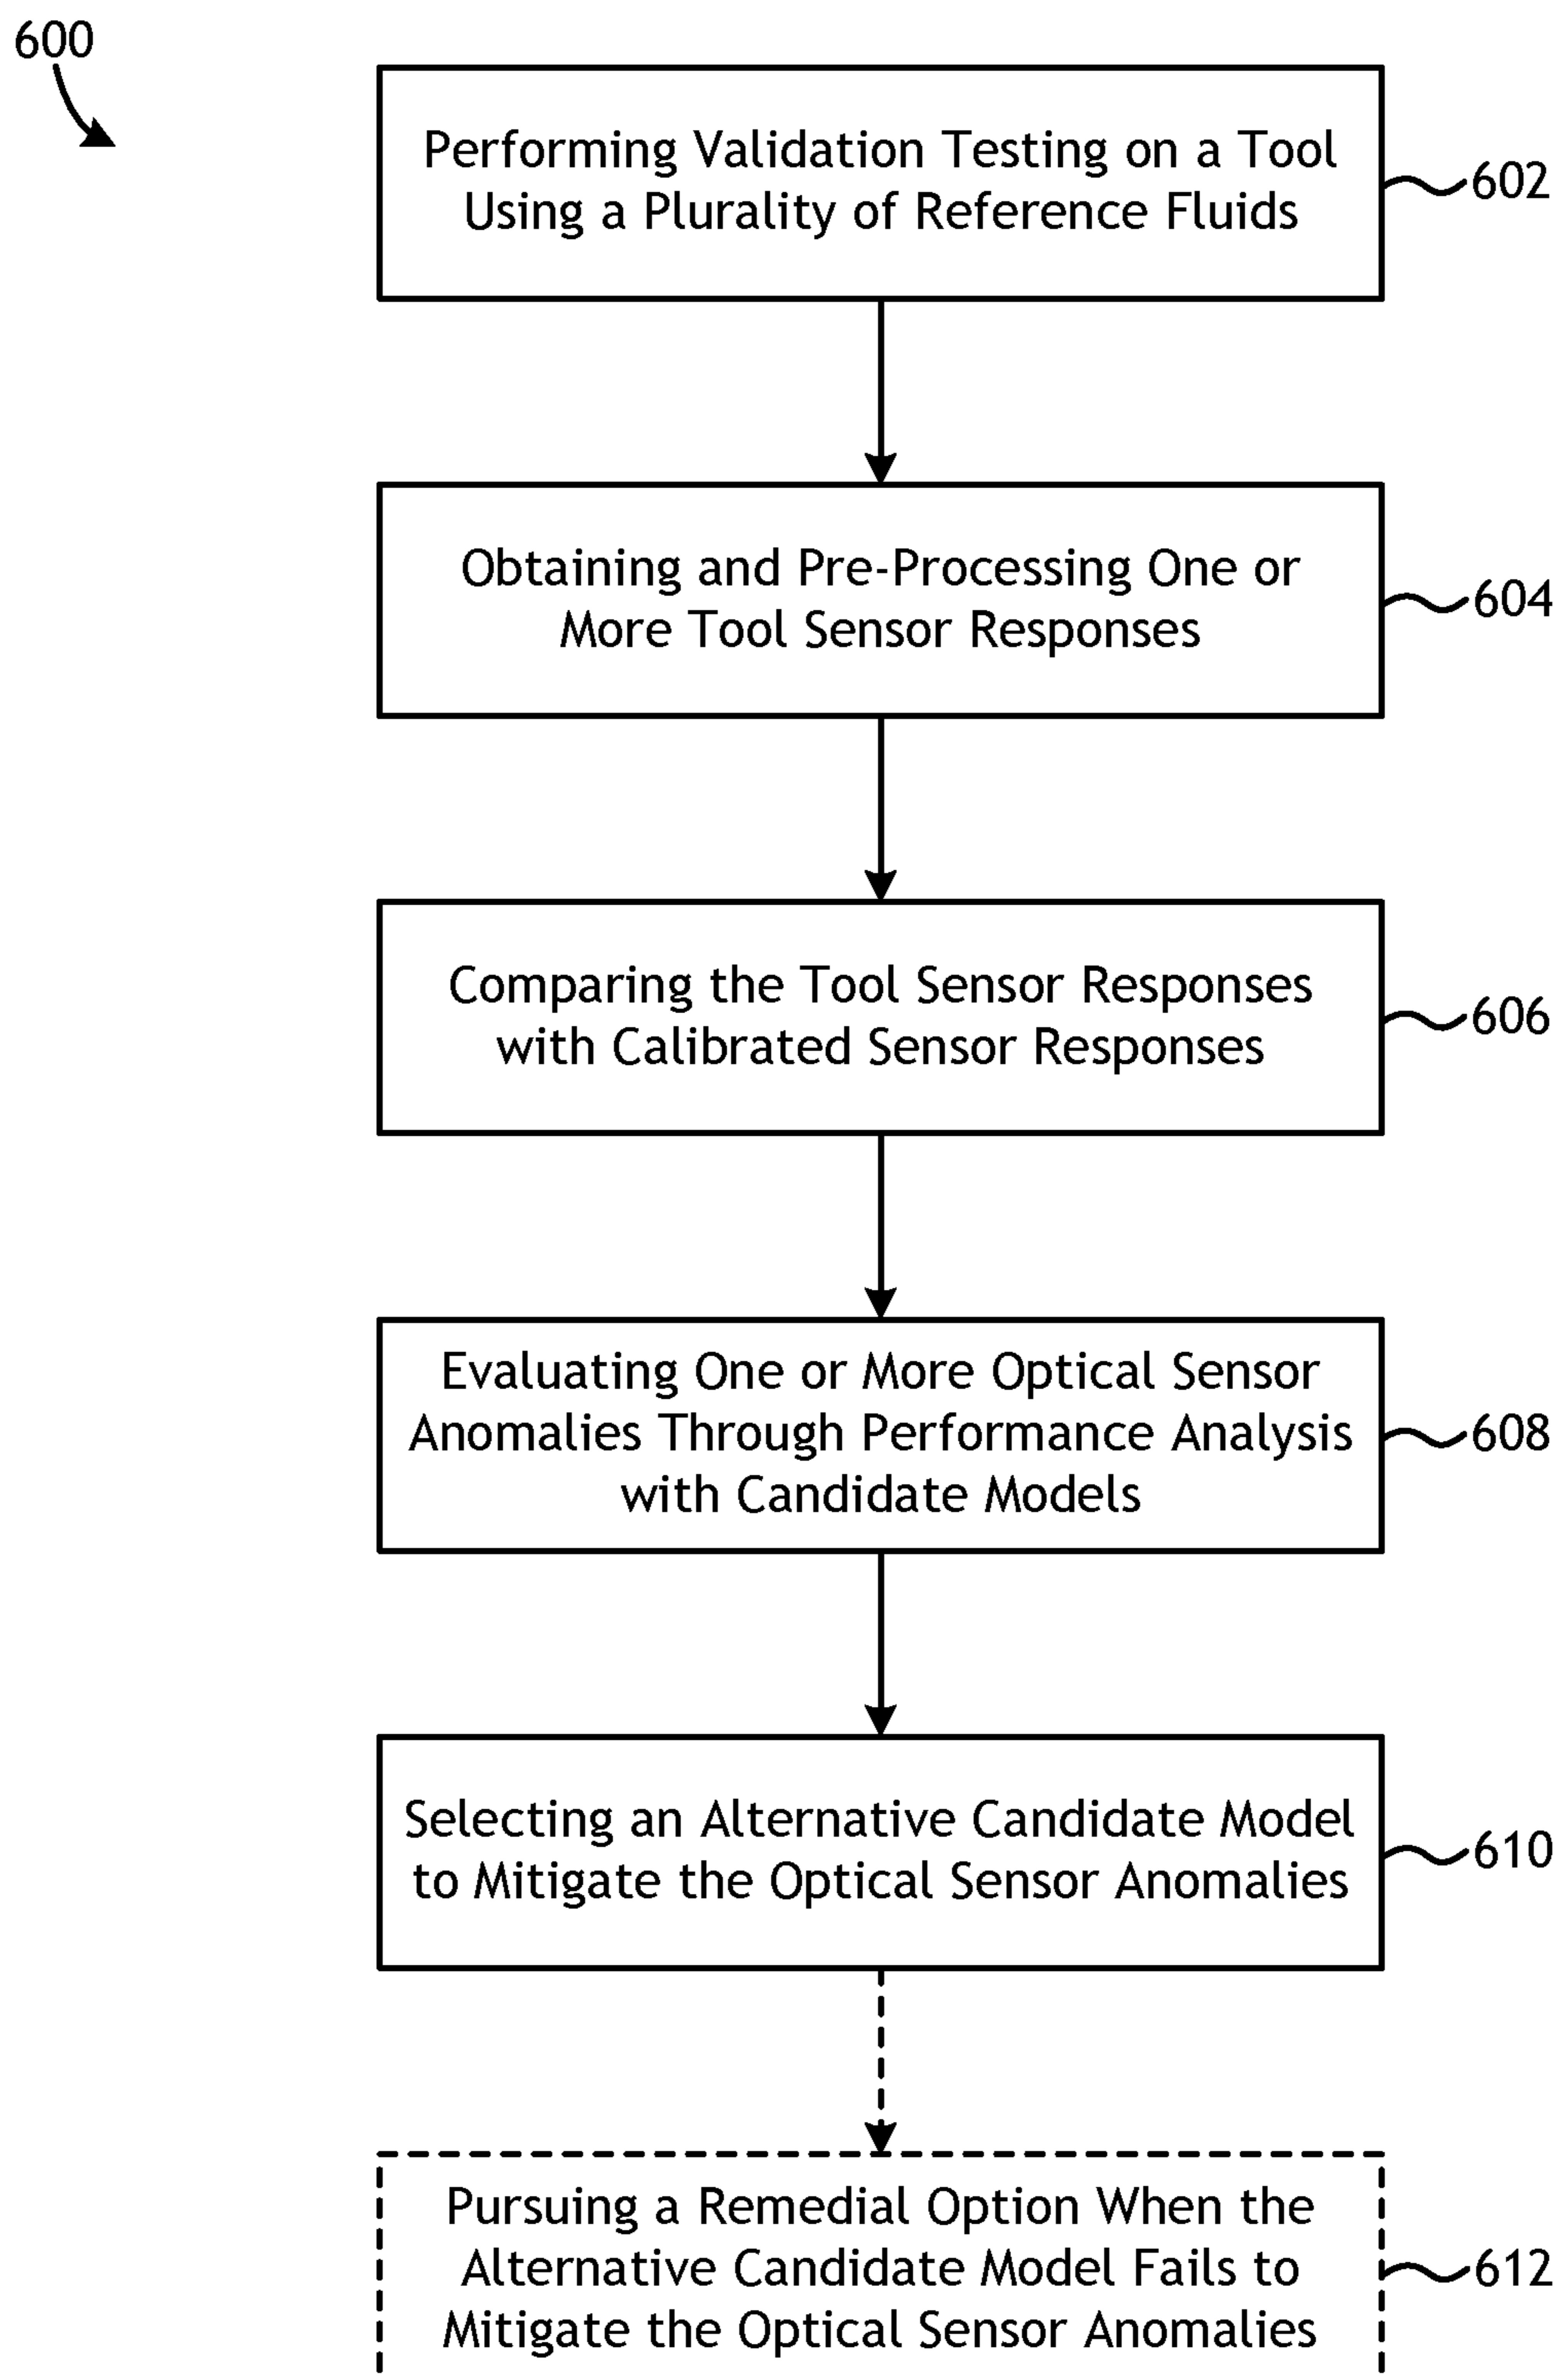 600
Performing Validation Testing on a Tool
Using a Plurality of Reference Fluids
602
Obtaining and Pre-Processing One or
More Tool Sensor Responses
604
Comparing the Tool Sensor Responses
with Calibrated Sensor Responses
606
Evaluating One or More Optical Sensor
Anomalies Through Performance Analysis
with Candidate Models
608
Selecting an Alternative Candidate Model
to Mitigate the Optical Sensor Anomalies
610
Pursuing a Remedial Option When the
Alternative Candidate Model Fails to
Mitigate the Optical Sensor Anomalies
612